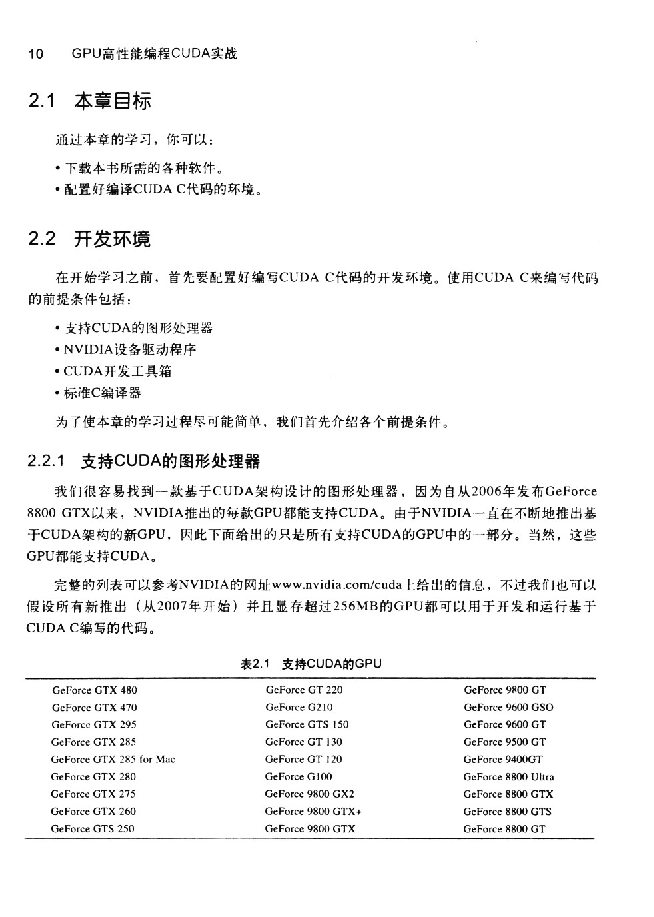 10 GPU高性能编程CUDA实战
2.1 本章目标
通过本章的学习，你可以：
• 下载本书所需的各种软件。
• 配置好编译CUDA C代码的环境。
2.2 开发环境
在开始学习之前，首先要配置好编写CUDA C代码的开发环境。使用CUDA C来编写代码
的前提条件包括：
• 支持CUDA的图形处理器
• NVIDIA设备驱动程序
• CUDA开发工具箱
• 标准C编译器
为了使本章的学习过程尽可能简单，我们首先介绍各个前提条件。
2.2.1 支持CUDA的图形处理器
我们很容易找到一款基于CUDA架构设计的图形处理器，因为自从2006年发布GeForce
8800 GTX以来，NVIDIA推出的每款GPU都能支持CUDA。由于NVIDIA一直在不断地推出基
于CUDA架构的新GPU，因此下面给出的只是所有支持CUDA的GPU中的一部分。当然，这些
GPU都能支持CUDA。
完整的列表可以参考NVIDIA的网址www.nvidia.com/cuda上给出的信息，不过我们也可以
假设所有新推出（从2007年开始）并且显存超过256MB的GPU都可以用于开发和运行基于
CUDA C编写的代码。
表2.1 支持CUDA的GPU
GeForce GTX 480 GeForce GT 220 GeForce 9800 GT
GeForce GTX 470 GeForce G210 GeForce 9600 GSO
GeForce GTX 295 GeForce GTS 150 GeForce 9600 GT
GeForce GTX 285 GeForce GT 130 GeForce 9500 GT
GeForce GTX 285 for Mac GeForce GT 120 GeForce 9400GT
GeForce GTX 280 GeForce G100 GeForce 8800 Ultra
GeForce GTX 275 GeForce 9800 GX2 GeForce 8800 GTX
GeForce GTX 260 GeForce 9800 GTX+ GeForce 8800 GTS
GeForce GTS 250 GeForce 9800 GTX GeForce 8800 GT